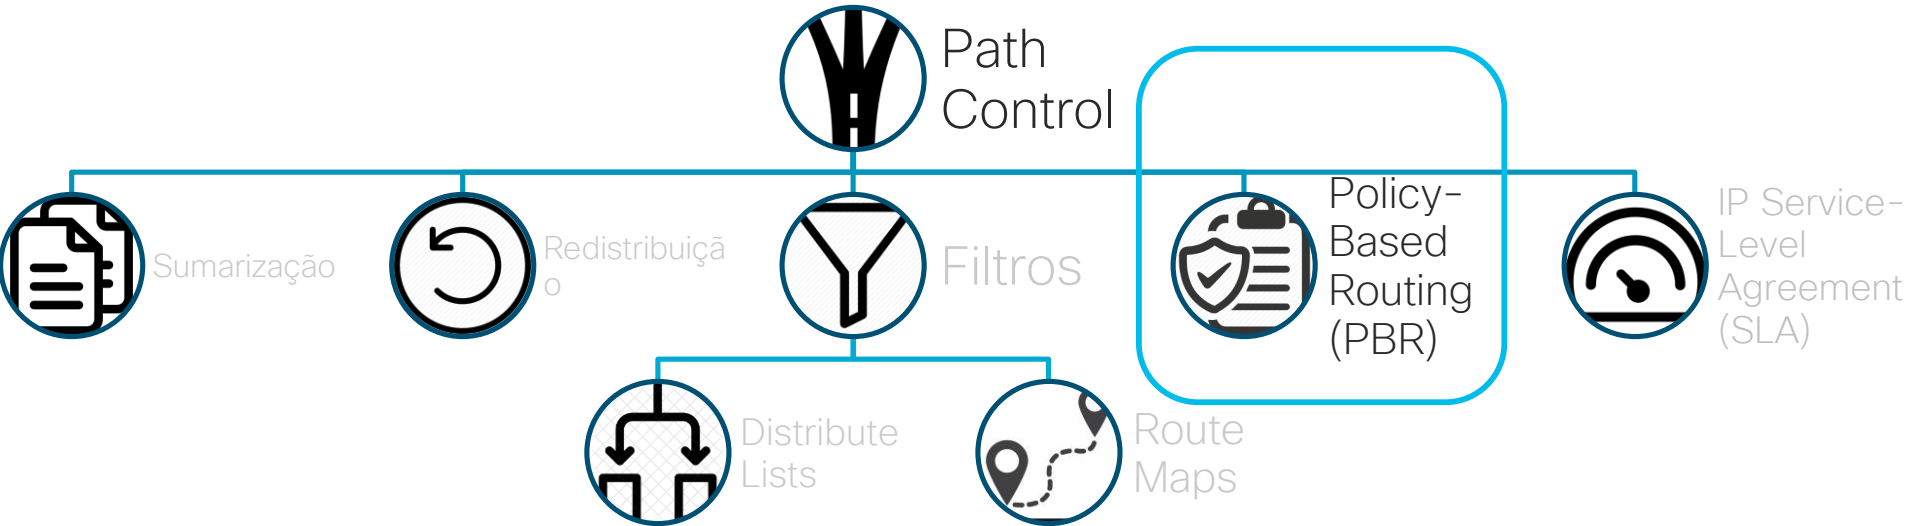 Path
Control
Sumarização
Redistribuiçã
o
Filtros
Policy-
Based
Routing
(PBR)
IP Service-
Level
Agreement
(SLA)
Distribute
Lists
Route
Maps